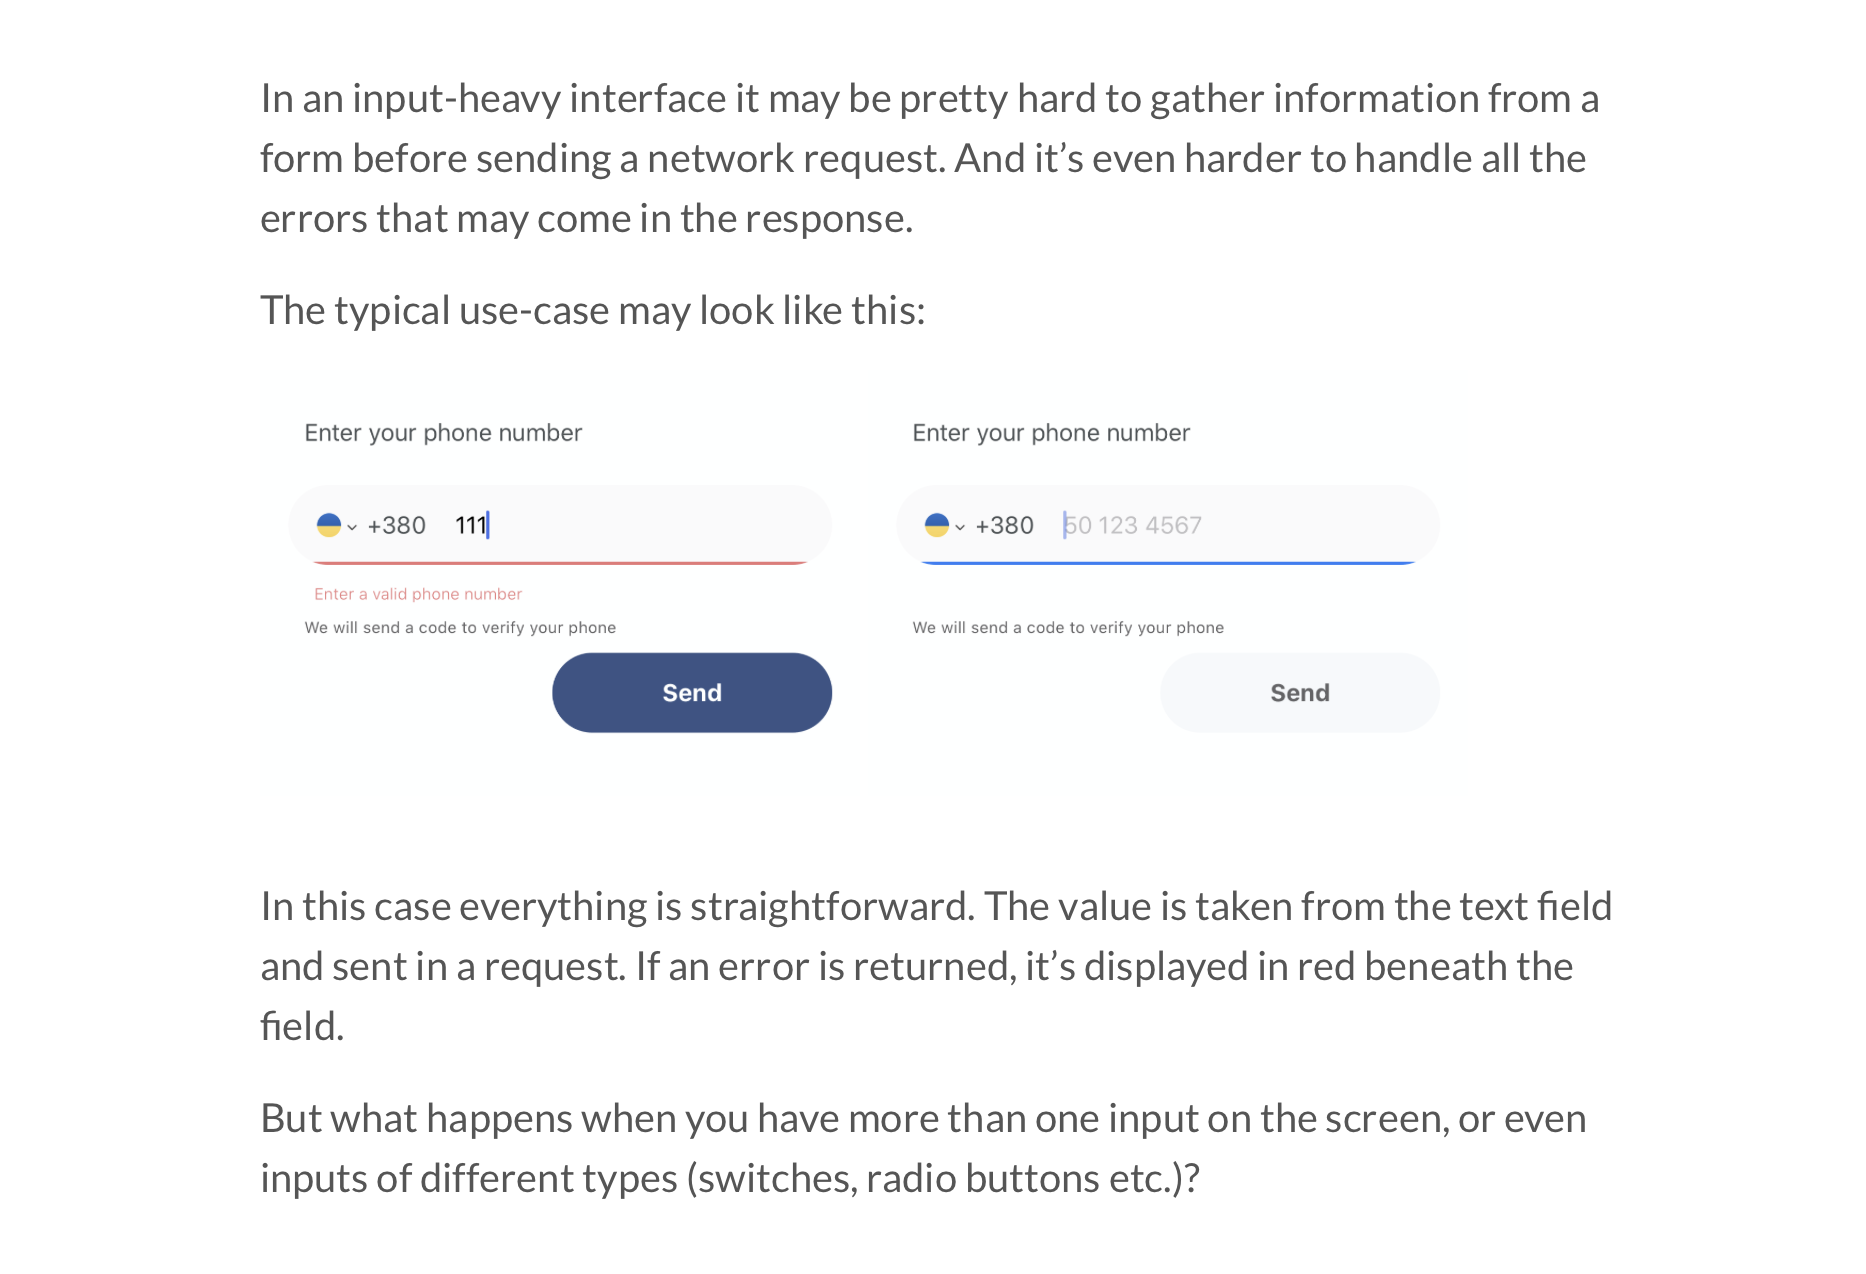 In an input-heavy interface it may be pretty hard to gather information from a
form before sending a network request. And it’s even harder to handle all the
errors that may come in the response.
The typical use-case may look like this:
Enter your phone number
+380 111
Enter a valid phone number
We will send a code to verify your phone
Send
Enter your phone number
+380 50 123 4567
We will send a code to verify your phone
Send
In this case everything is straightforward. The value is taken from the text field
and sent in a request. If an error is returned, it’s displayed in red beneath the
field.
But what happens when you have more than one input on the screen, or even
inputs of different types (switches, radio buttons etc.)?